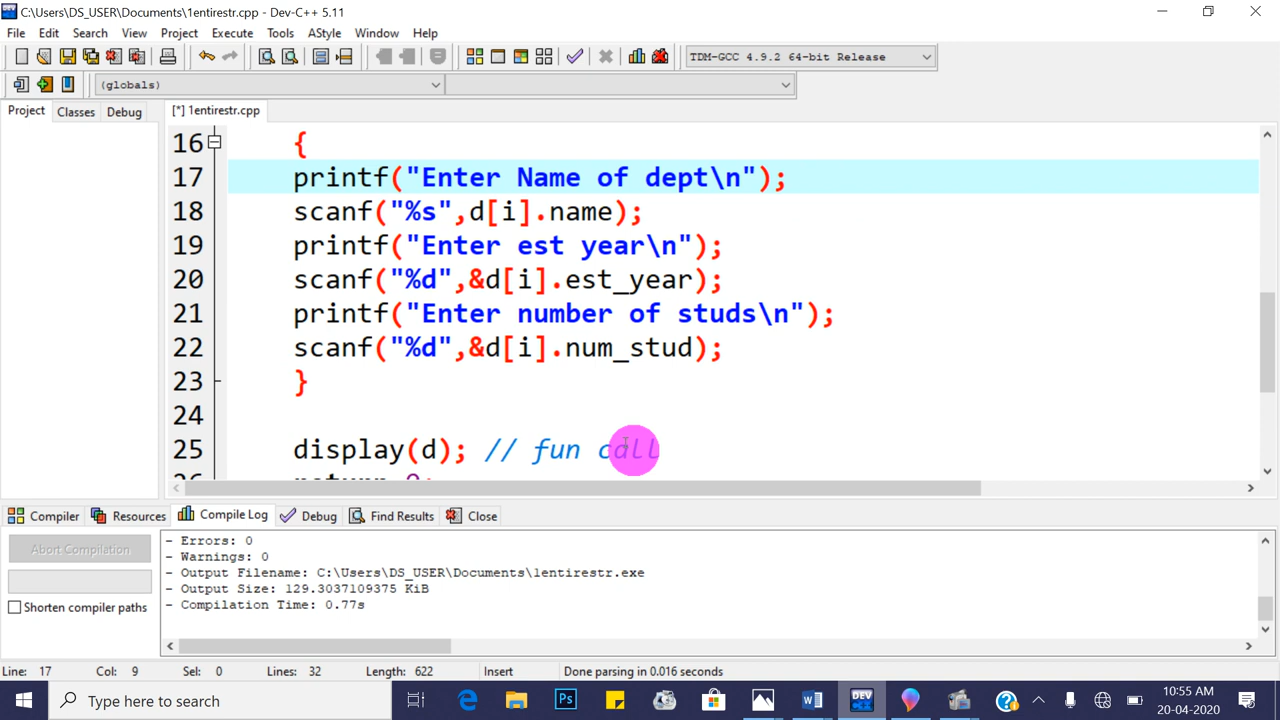 C:\Users\DS_USER\Documents\1entirestr.cpp - Dev-C++ 5.11
File Edit Search View Project Execute Tools AStyle Window Help
TDM-GCC 4.9.2 64-bit Release
(globals)
Project Classes Debug [*] 1entirestr.cpp
16 {
17 printf("Enter Name of dept\n");
18 scanf("%s",d[i].name);
19 printf("Enter est year\n");
20 scanf("%d",&d[i].est_year);
21 printf("Enter number of studs\n");
22 scanf("%d",&d[i].num_stud);
23 }
24
25 display(d); // fun call
Compiler Resources Compile Log Debug Find Results Close
Abort Compilation
Shorten compiler paths
- Errors: 0
- Warnings: 0
- Output Filename: C:\Users\DS_USER\Documents\1entirestr.exe
- Output Size: 129.3037109375 KiB
- Compilation Time: 0.77s
Line: 17 Col: 9 Sel: 0 Lines: 32 Length: 622 Insert Done parsing in 0.016 seconds
Type here to search
10:55 AM
20-04-2020